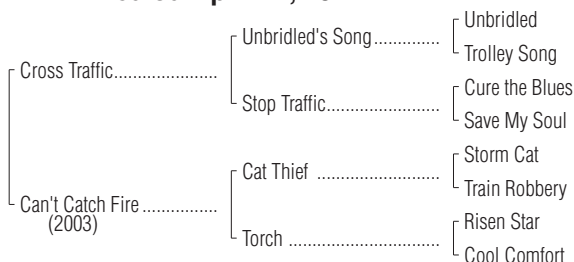 Unbridled
Unbridled's Song..............
Trolley Song
Cross Traffic.....................
Cure the Blues
Stop Traffic.......................
Save My Soul
Storm Cat
Cat Thief .........................
Train Robbery
Can't Catch Fire ...............
(2003)
Risen Star
Torch ..............................
Cool Comfort